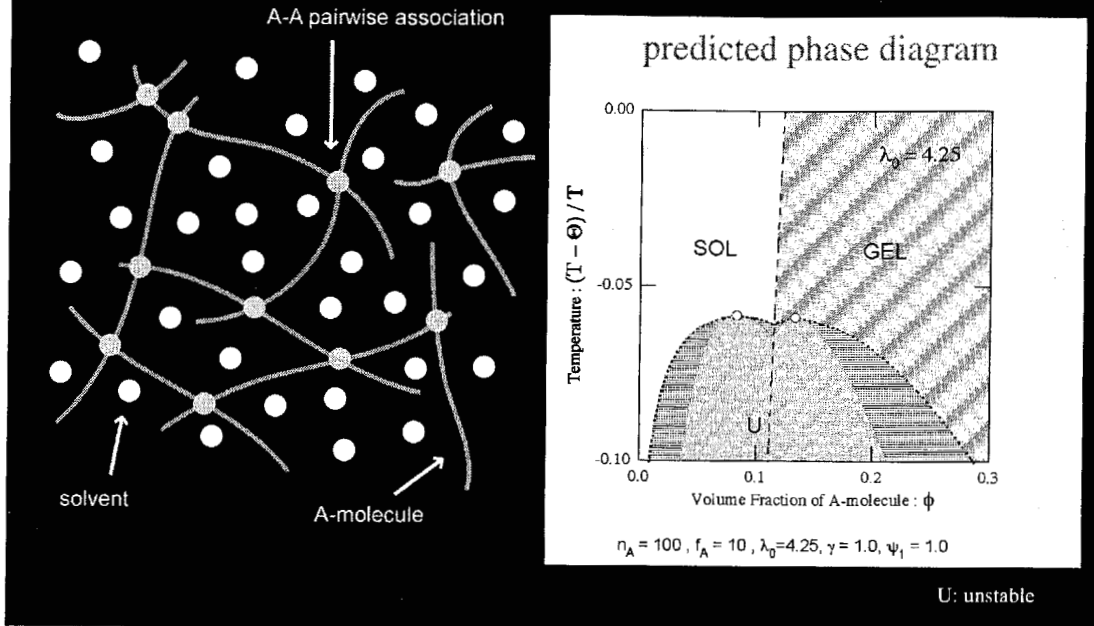 A-A pairwise association
solvent
A-molecule
predicted phase diagram
0.00
-0.05
-0.10
Temperature : (T - Θ) / T
λ₀ = 4.25
SOL
GEL
U
0.0
0.1
0.2
0.3
Volume Fraction of A-molecule : ϕ
n_A = 100 , f_A = 10 , λ₀=4.25, γ = 1.0, ψ₁ = 1.0
U: unstable